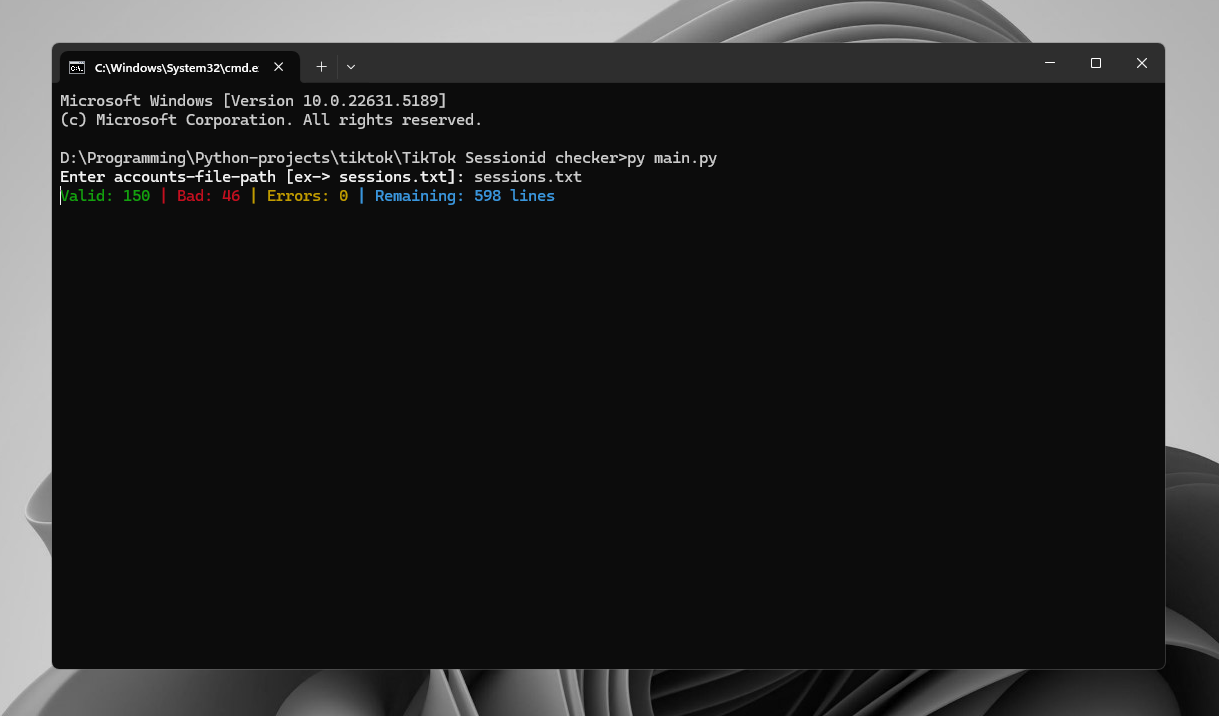 C:\Windows\System32\cmd.e
Microsoft Windows [Version 10.0.22631.5189]
(c) Microsoft Corporation. All rights reserved.
D:\Programming\Python-projects\tiktok\TikTok Sessionid checker>py main.py
Enter accounts-file-path [ex-> sessions.txt]: sessions.txt
Valid: 150 | Bad: 46 | Errors: 0 | Remaining: 598 lines